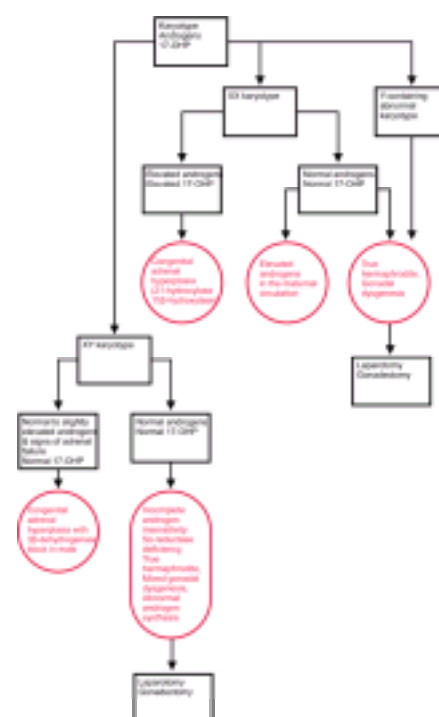 Karyotype
Androgens
17-OHP
XX karyotype
Y-containing
abnormal
karyotype
Elevated androgens
Elevated 17-OHP
Normal androgens
Normal 17-OHP
Congenital
adrenal
hyperplasia
(21-hydroxylase
11β-hydroxylase)
Elevated
androgens
in the maternal
circulation
True
hermaphrodite,
Gonadal
dysgenesis
Laparotomy
Gonadectomy
XY karyotype
Normal to slightly
elevated androgens
& signs of adrenal
failure
Normal 17-OHP
Normal androgens
Normal 17-OHP
Congenital
adrenal
hyperplasia with
3β-dehydrogenase
block in male
Incomplete
androgen
insensitivity
5α-reductase
deficiency
True
hermaphrodite,
Mixed gonadal
dysgenesis,
Abnormal
androgen
synthesis
Laparotomy
Gonadectomy